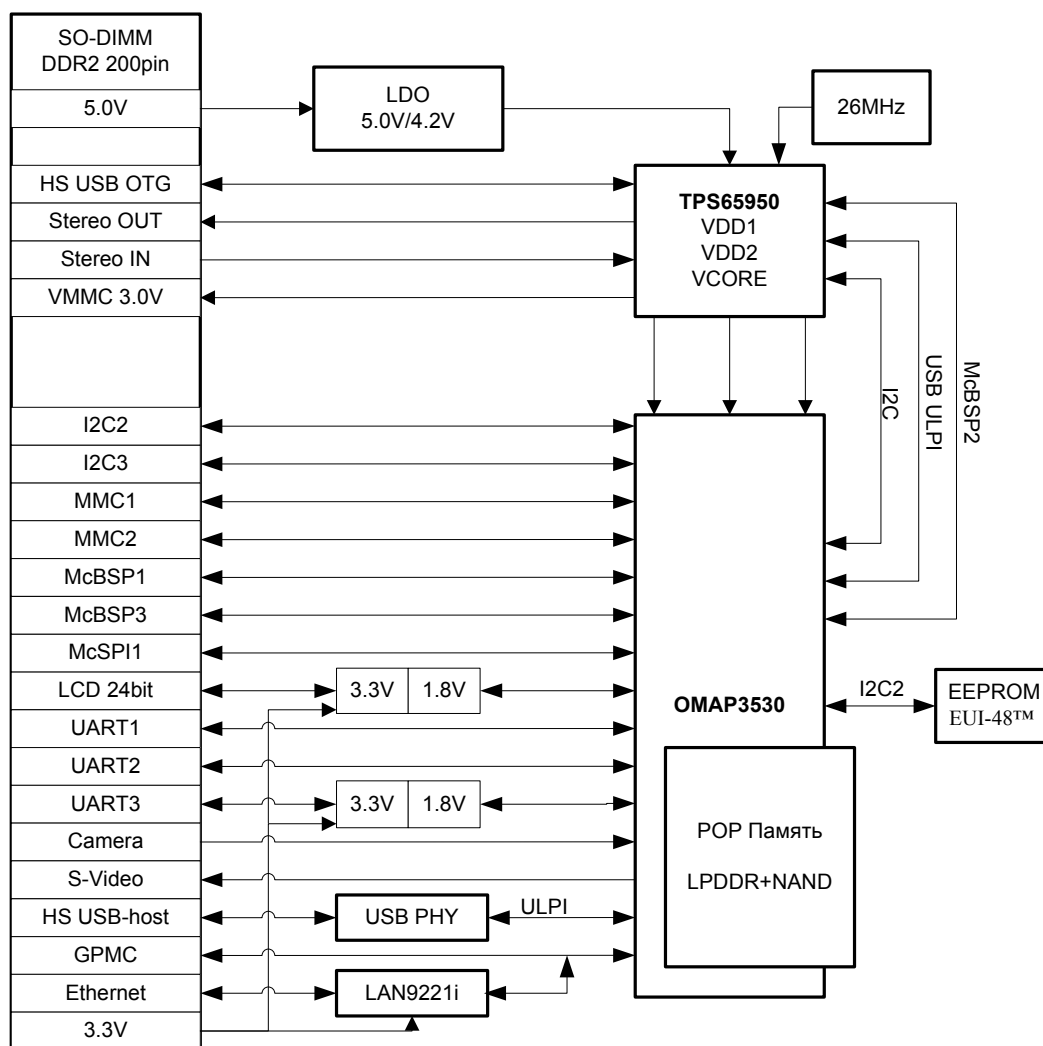 SO-DIMM
DDR2 200pin
5.0V
HS USB OTG
Stereo OUT
Stereo IN
VMMC 3.0V
I2C2
I2C3
MMC1
MMC2
McBSP1
McBSP3
McSPI1
LCD 24bit
UART1
UART2
UART3
Camera
S-Video
HS USB-host
GPMC
Ethernet
3.3V
LDO
5.0V/4.2V
26MHz
TPS65950
VDD1
VDD2
VCORE
I2C
USB ULPI
McBSP2
3.3V
1.8V
3.3V
1.8V
USB PHY
ULPI
LAN9221i
OMAP3530
POP Память
LPDDR+NAND
I2C2
EEPROM
EUI-48™